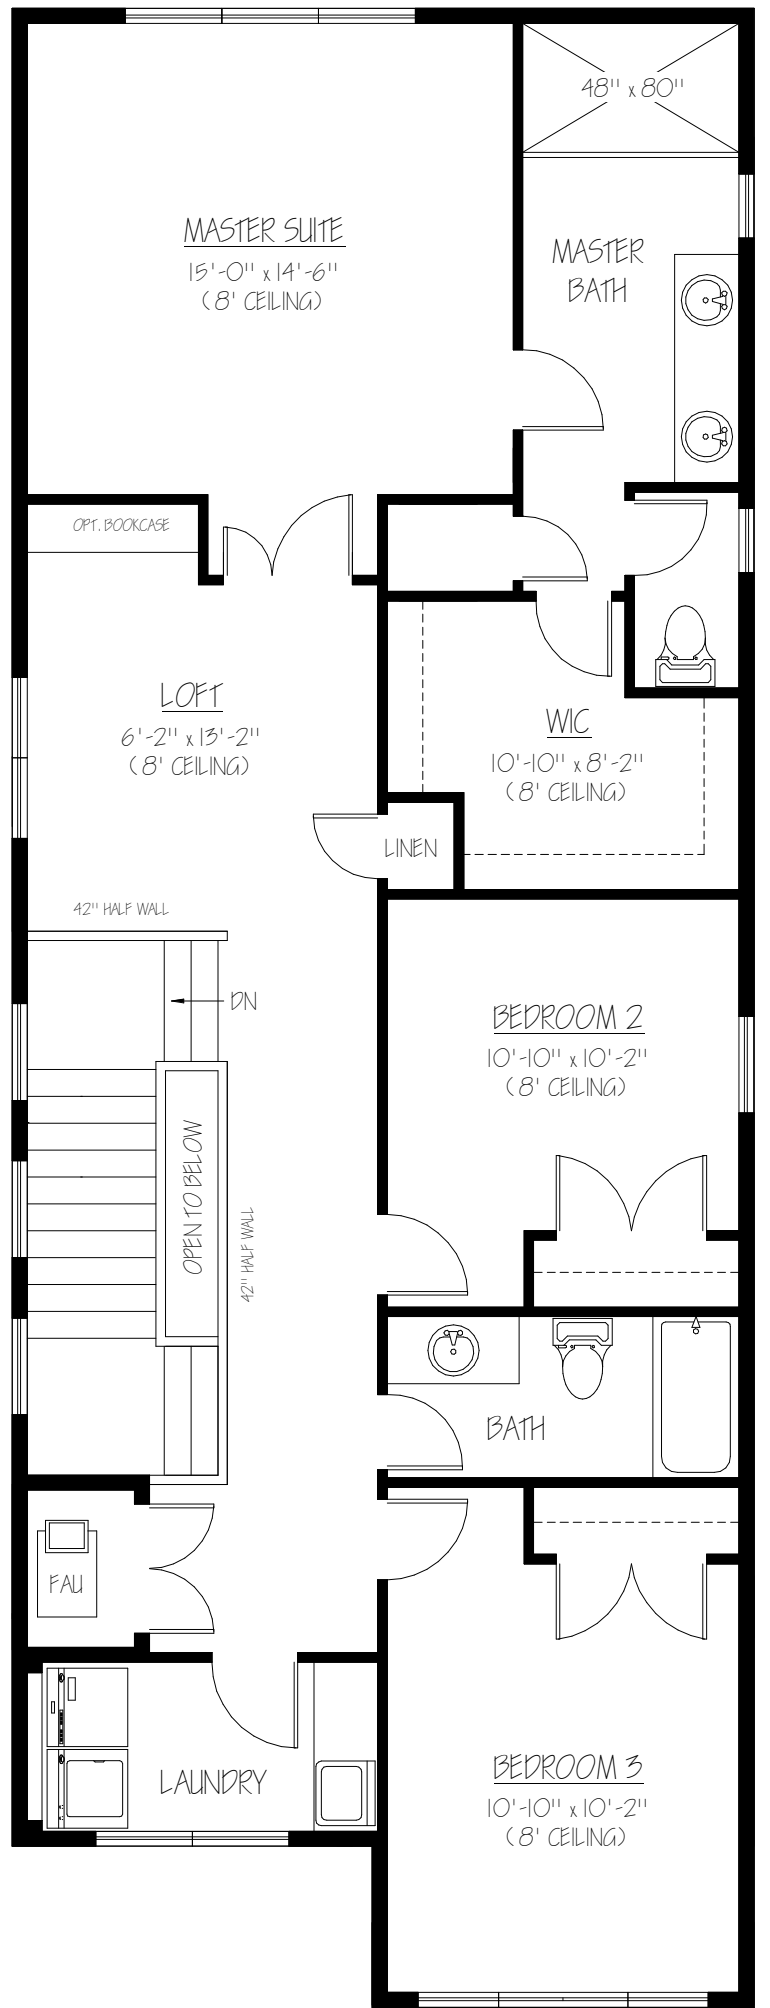 48" x 80"
MASTER SUITE
15'-0" x 14'-6"
(8' CEILING)
MASTER
BATH
OPT. BOOKCASE
LOFT
6'-2" x 13'-2"
(8' CEILING)
WIC
10'-10" x 8'-2"
(8' CEILING)
LINEN
42" HALF WALL
DN
BEDROOM 2
10'-10" x 10'-2"
(8' CEILING)
OPEN TO BELOW
42" HALF WALL
BATH
FAU
LAUNDRY
BEDROOM 3
10'-10" x 10'-2"
(8' CEILING)